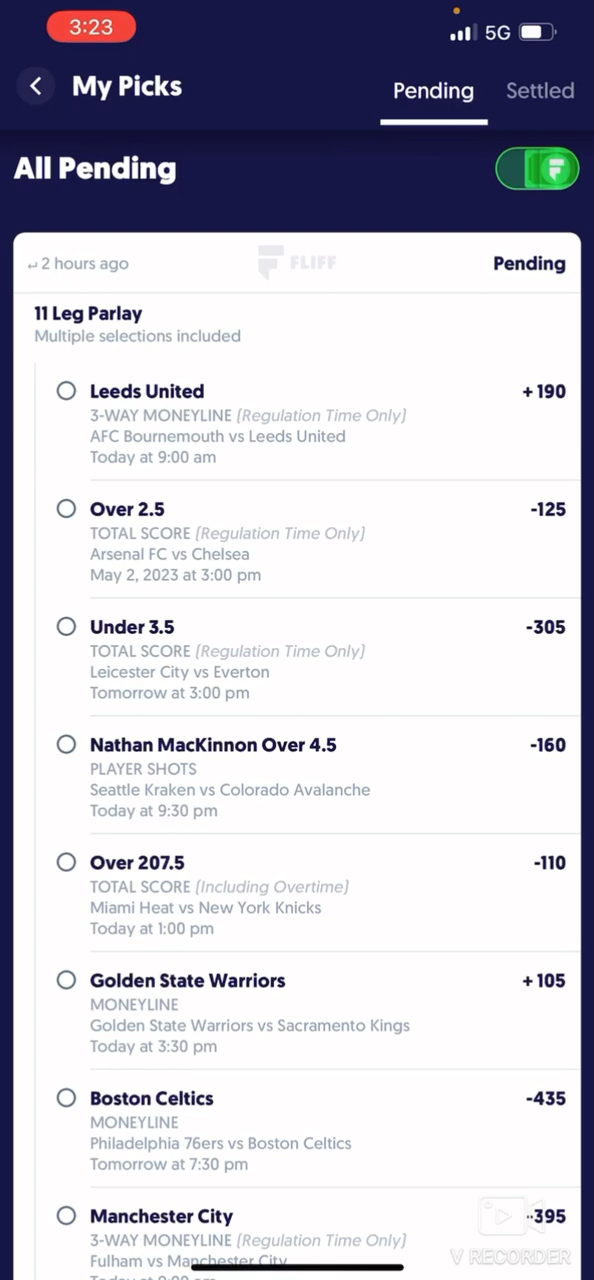 3:23
5G
My Picks
Pending
Settled
All Pending
2 hours ago
FLIFF
Pending
11 Leg Parlay
Multiple selections included
Leeds United +190
3-WAY MONEYLINE (Regulation Time Only)
AFC Bournemouth vs Leeds United
Today at 9:00 am
Over 2.5 -125
TOTAL SCORE (Regulation Time Only)
Arsenal FC vs Chelsea
May 2, 2023 at 3:00 pm
Under 3.5 -305
TOTAL SCORE (Regulation Time Only)
Leicester City vs Everton
Tomorrow at 3:00 pm
Nathan MacKinnon Over 4.5 -160
PLAYER SHOTS
Seattle Kraken vs Colorado Avalanche
Today at 9:30 pm
Over 207.5 -110
TOTAL SCORE (Including Overtime)
Miami Heat vs New York Knicks
Today at 1:00 pm
Golden State Warriors +105
MONEYLINE
Golden State Warriors vs Sacramento Kings
Today at 3:30 pm
Boston Celtics -435
MONEYLINE
Philadelphia 76ers vs Boston Celtics
Tomorrow at 7:30 pm
Manchester City -395
3-WAY MONEYLINE (Regulation Time Only)
Fulham vs Manchester City
V RECORDER